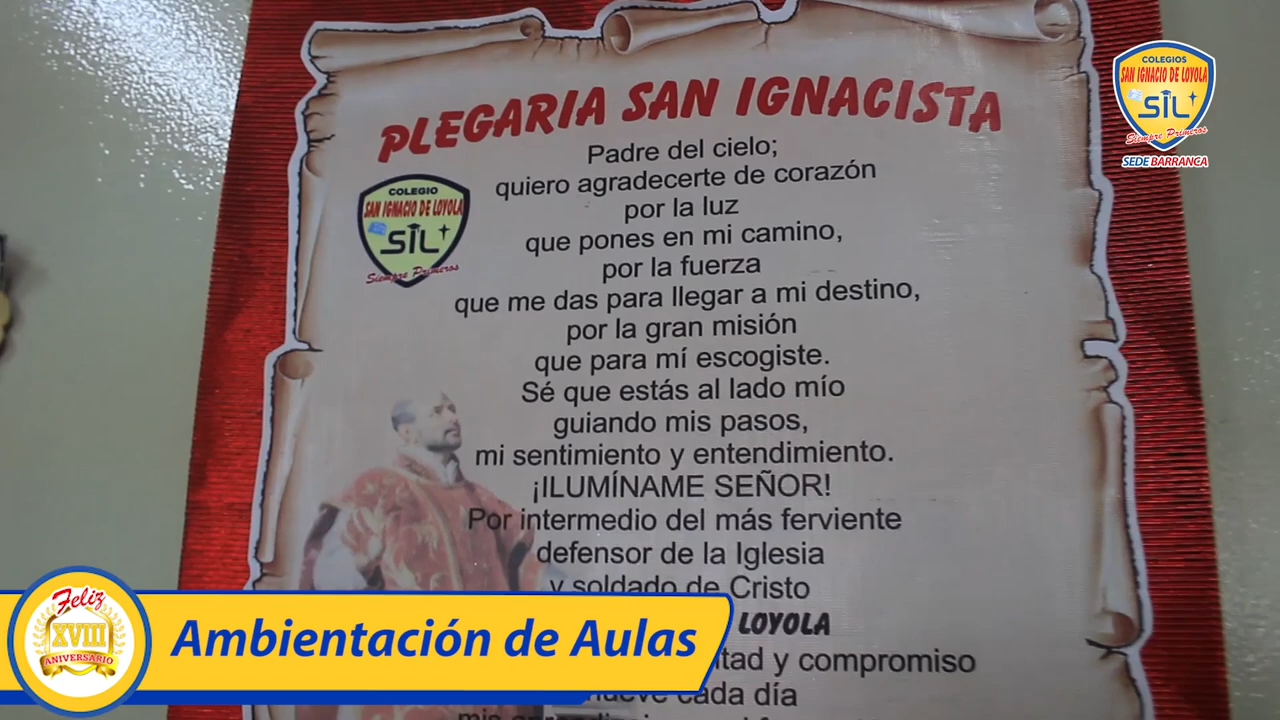 PLEGARIA SAN IGNACISTA
Padre del cielo;
quiero agradecerte de corazón
por la luz
que pones en mi camino,
por la fuerza
que me das para llegar a mi destino,
por la gran misión
que para mí escogiste.
Sé que estás al lado mío
guiando mis pasos,
mi sentimiento y entendimiento.
¡ILUMÍNAME SEÑOR!
Por intermedio del más ferviente
defensor de la Iglesia
y soldado de Cristo
LOYOLA
y compromiso
cada día
COLEGIO
SAN IGNACIO DE LOYOLA
SIL
Siempre Primeros
COLEGIOS
SAN IGNACIO DE LOYOLA
SIL
Siempre Primeros
SEDE BARRANCA
Feliz
XVIII
ANIVERSARIO
Ambientación de Aulas